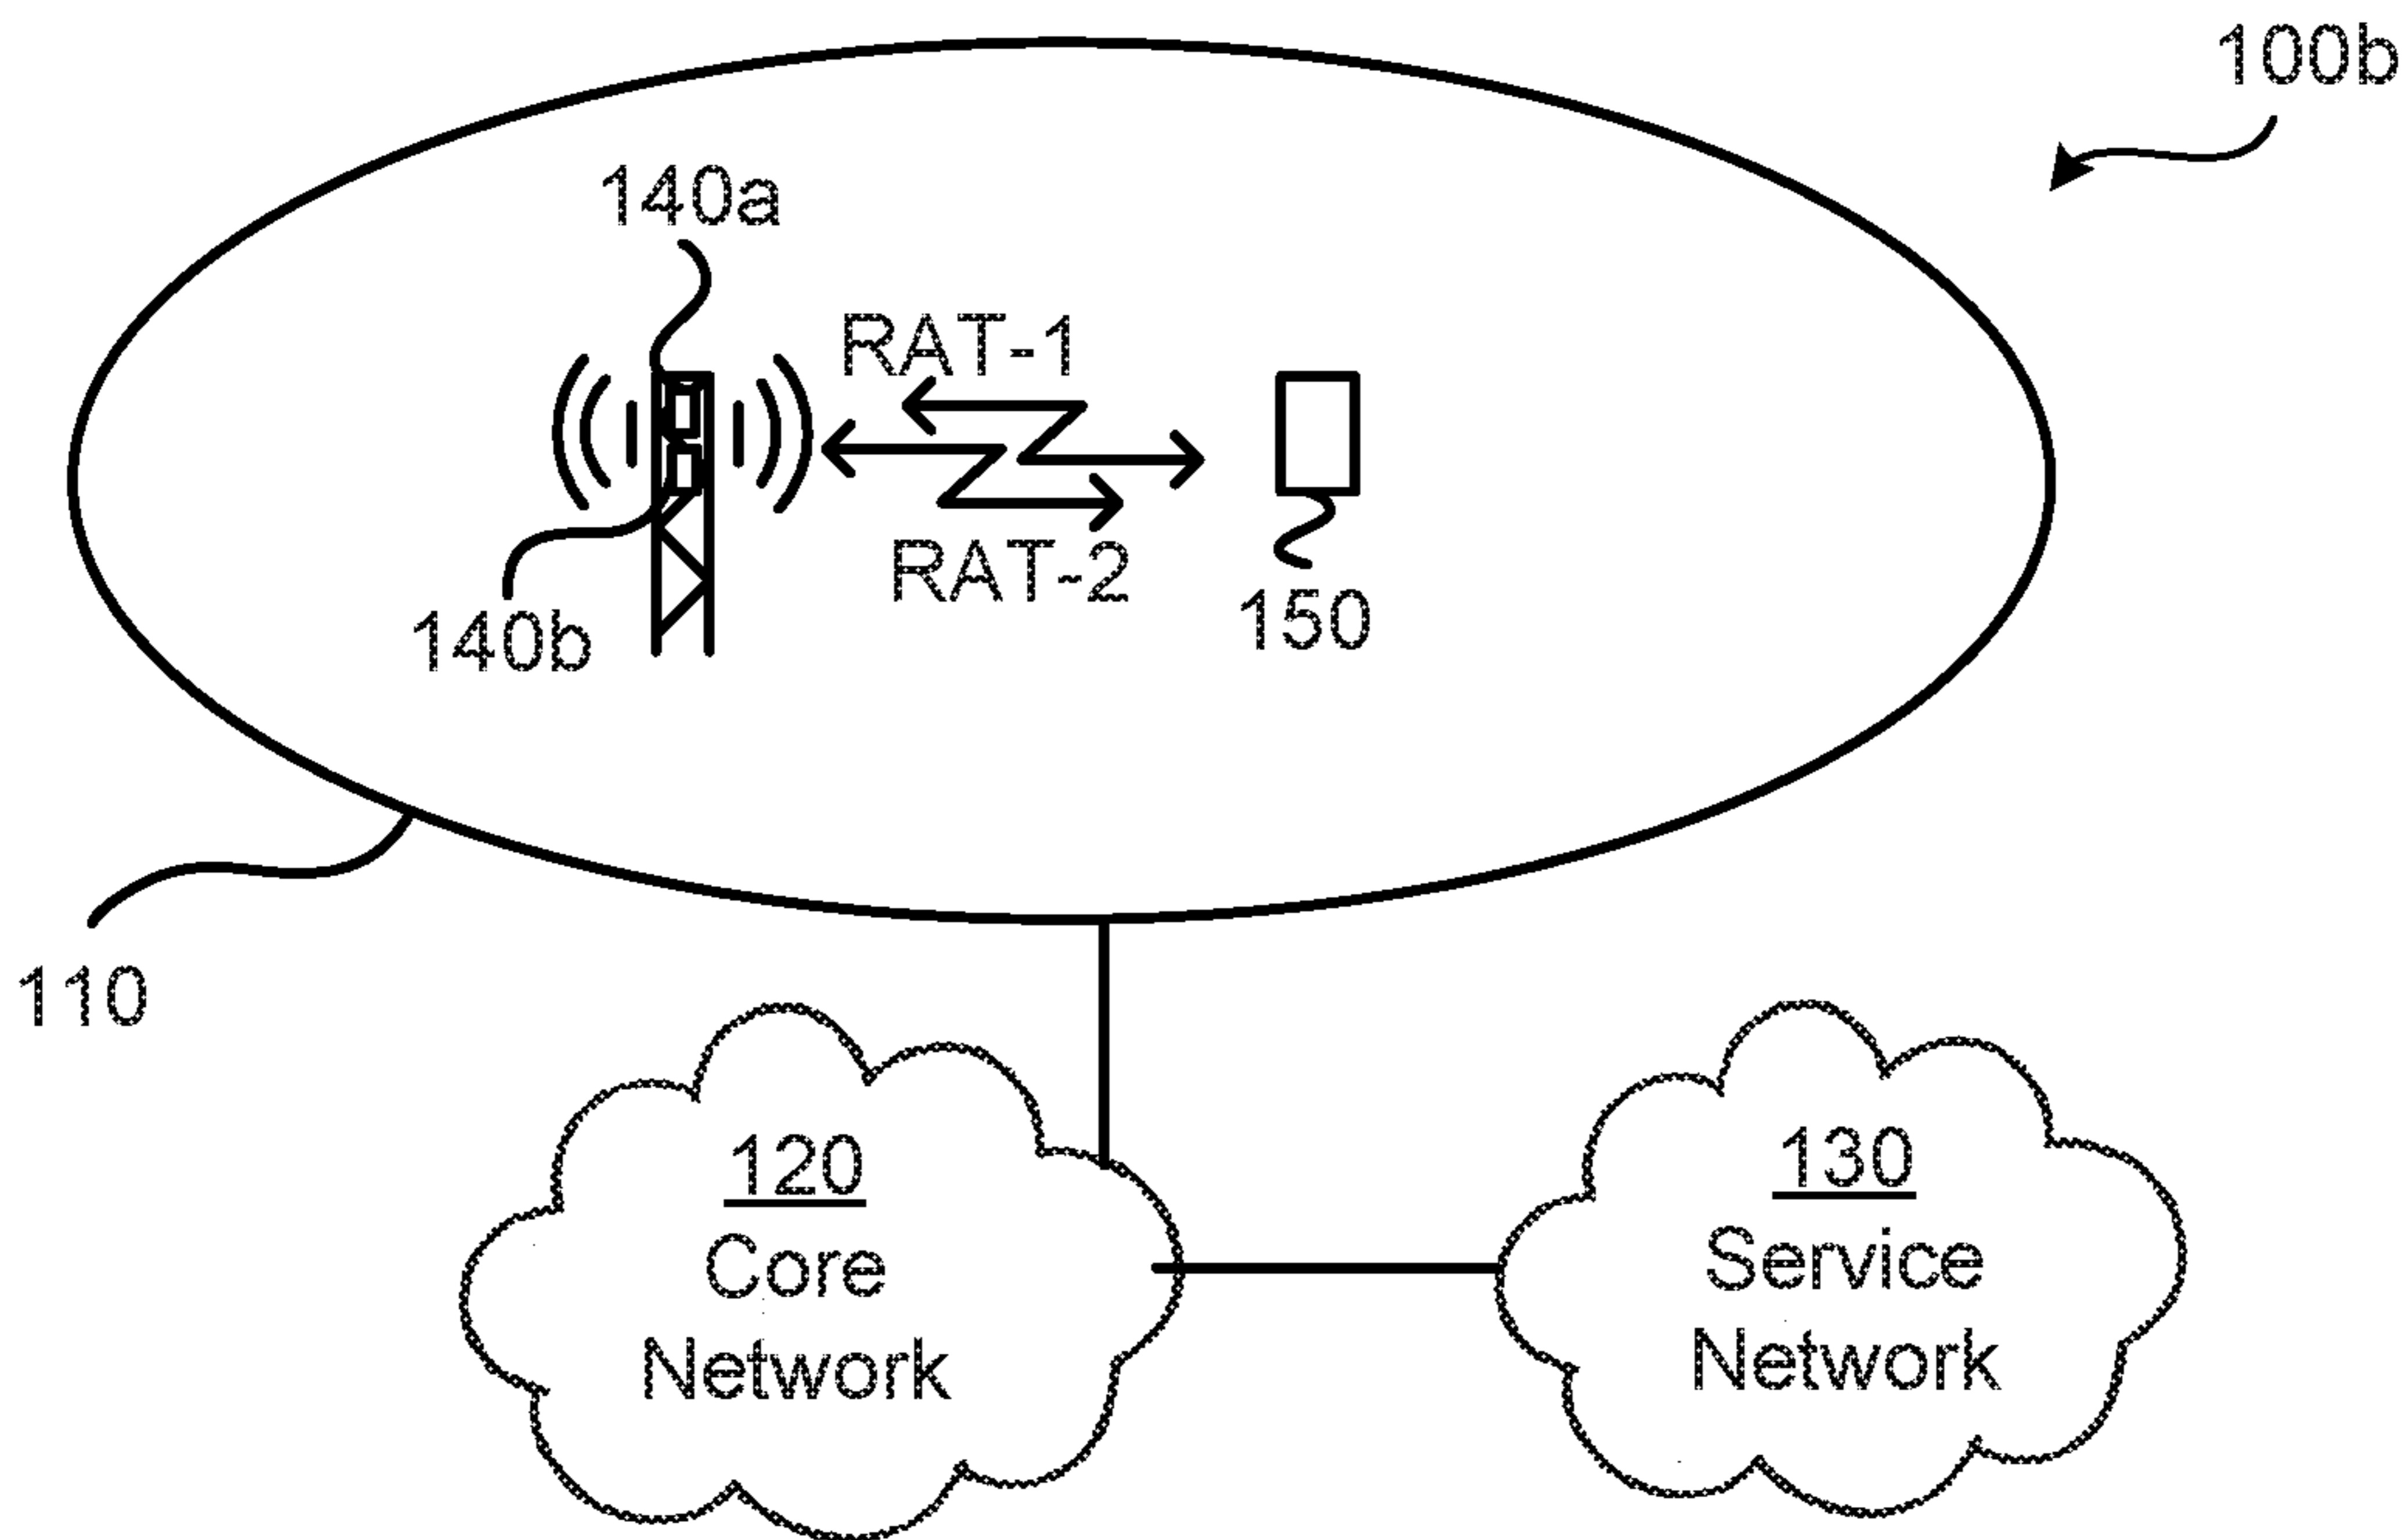 100b
140a
RAT-1
RAT-2
140b
150
110
120
Core
Network
130
Service
Network